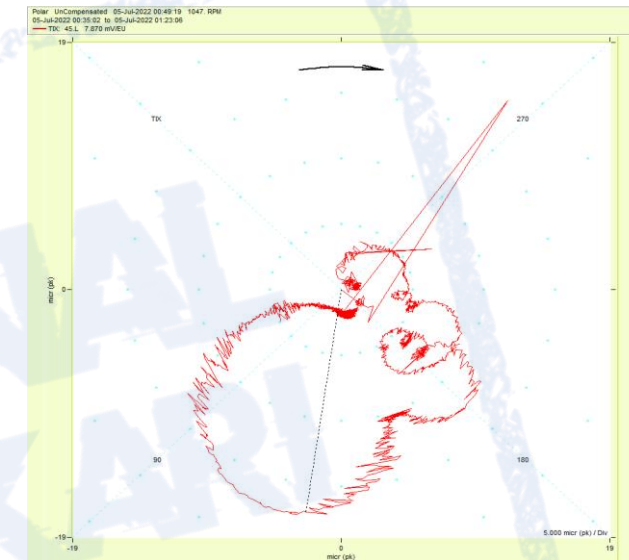 Polar UnCompensated 05-Jul-2022 00:49:19 1047. RPM
05-Jul-2022 00:35:02 to 05-Jul-2022 01:23:06
TIX: 45.L 7.870 mV/EU
19
TIX
270
micr (pk)
0
90
180
5.000 micr (pk) / Div
-19
-19
0
19
micr (pk)